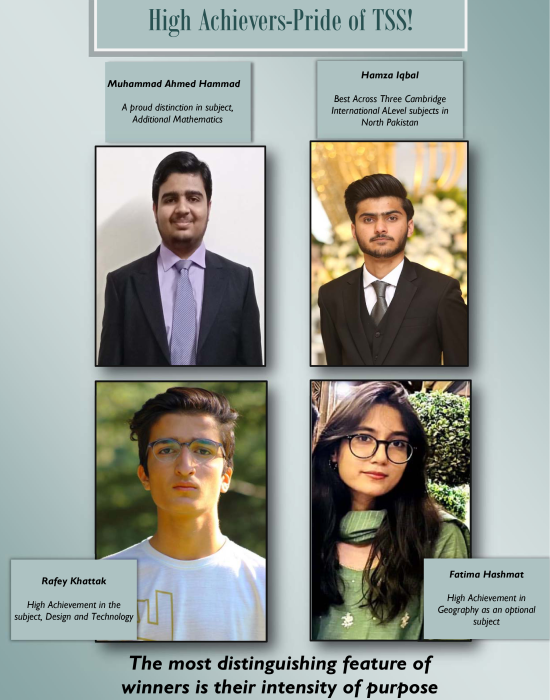 High Achievers-Pride of TSS!
Muhammad Ahmed Hammad
A proud distinction in subject,
Additional Mathematics
Hamza Iqbal
Best Across Three Cambridge
International ALevel subjects in
North Pakistan
Rafey Khattak
High Achievement in the
subject, Design and Technology
Fatima Hashmat
High Achievement in
Geography as an optional
subject
The most distinguishing feature of
winners is their intensity of purpose